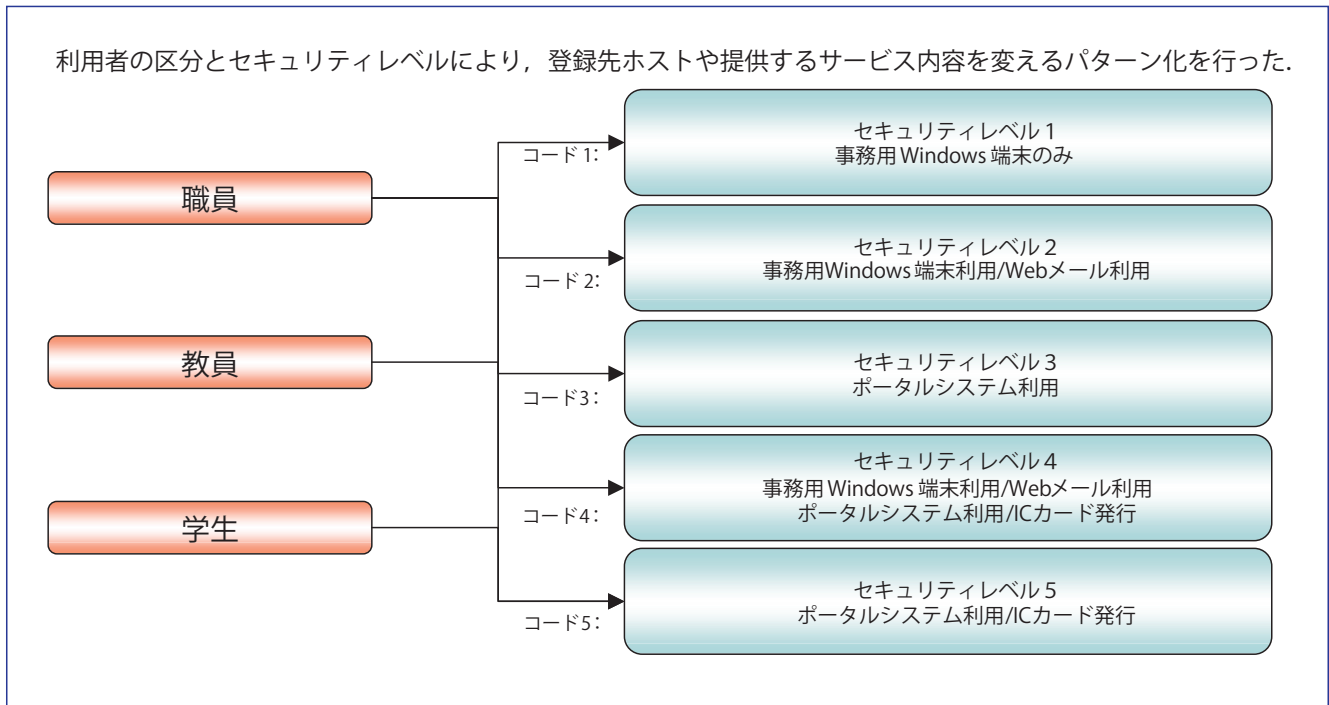 利用者の区分とセキュリティレベルにより，登録先ホストや提供するサービス内容を変えるパターン化を行った．
職員
教員
学生
コード 1：
セキュリティレベル 1
事務用 Windows 端末のみ
コード 2：
セキュリティレベル 2
事務用Windows 端末利用/Webメール利用
コード3：
セキュリティレベル 3
ポータルシステム利用
コード4：
セキュリティレベル 4
事務用 Windows 端末利用/Webメール利用
ポータルシステム利用/ICカード発行
コード5：
セキュリティレベル 5
ポータルシステム利用/ICカード発行